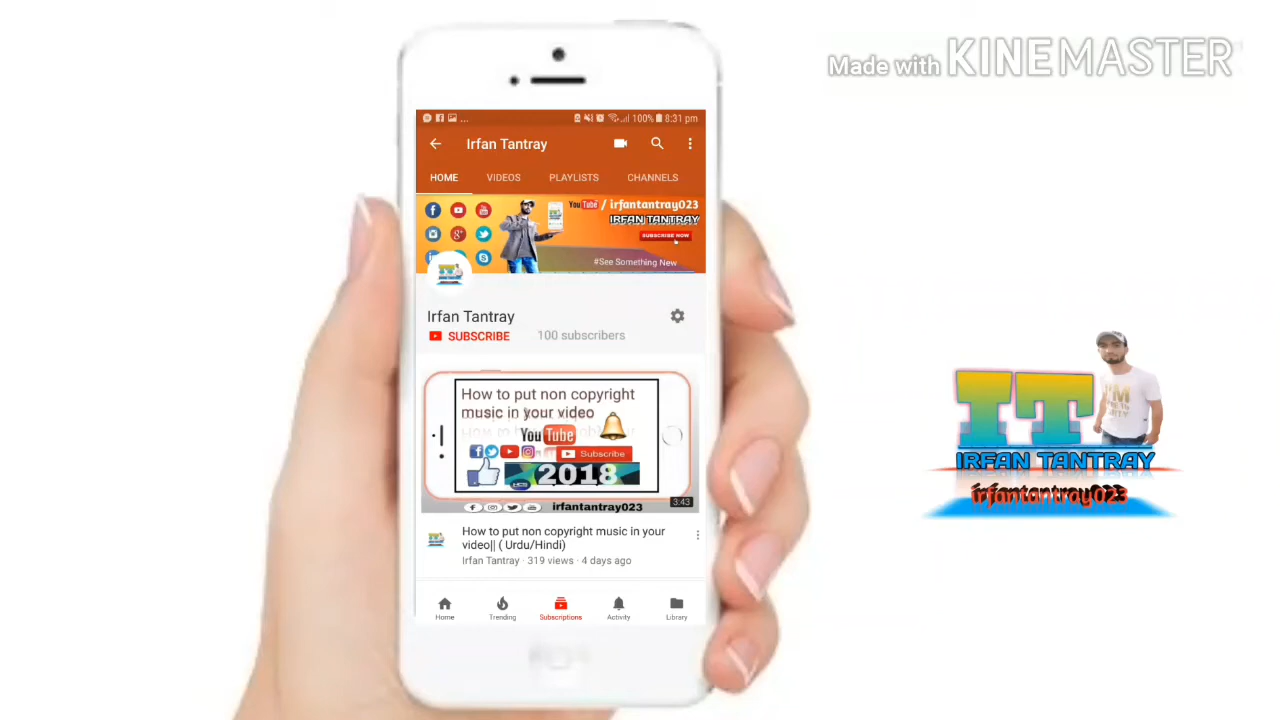 Made with KINEMASTER
... 100% 8:31 pm
Irfan Tantray
HOME VIDEOS PLAYLISTS CHANNELS
YouTube / irfantantray023
IRFAN TANTRAY
SUBSCRIBE NOW
#See Something New
IT
Irfan Tantray
SUBSCRIBE 100 subscribers
How to put non copyright
music in your video
YouTube
Subscribe
2018
irfantantray023
3:43
How to put non copyright music in your
video|| ( Urdu/Hindi)
Irfan Tantray · 319 views · 4 days ago
Home Trending Subscriptions Activity Library
I'M
IT
IRFAN TANTRAY
irfantantray023